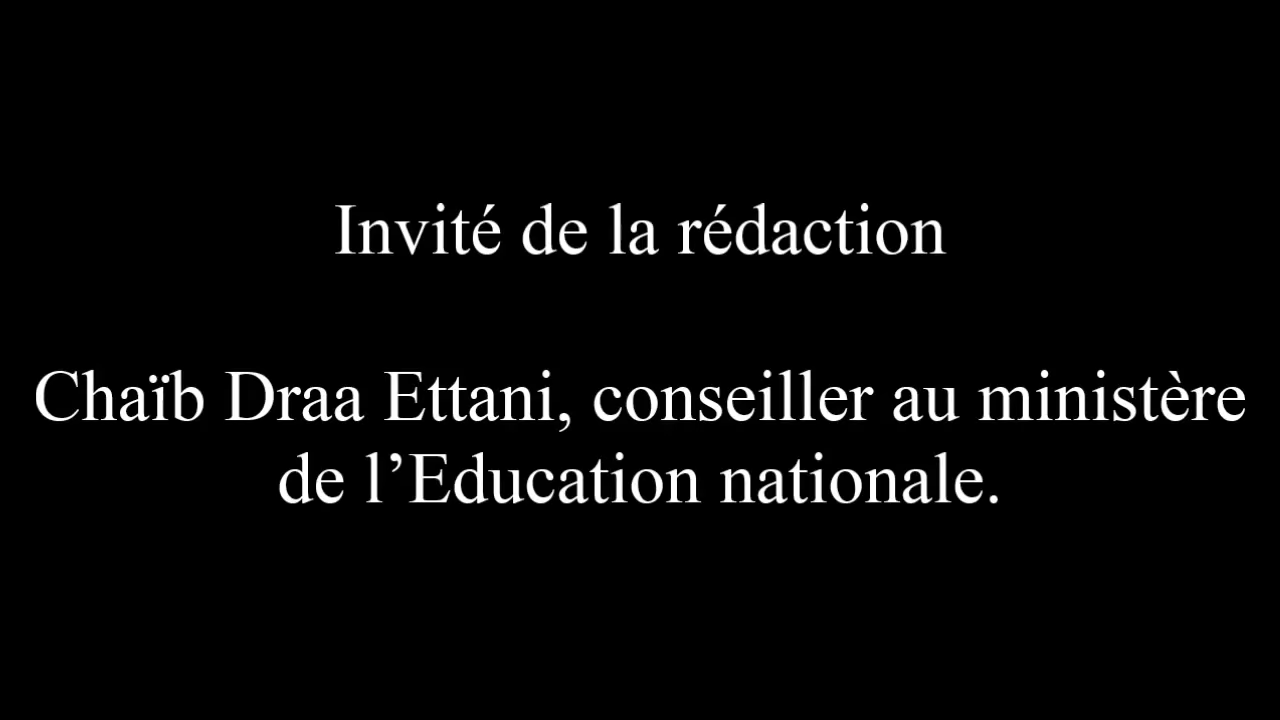 Invité de la rédaction
Chaïb Draa Ettani, conseiller au ministère
de l’Education nationale.